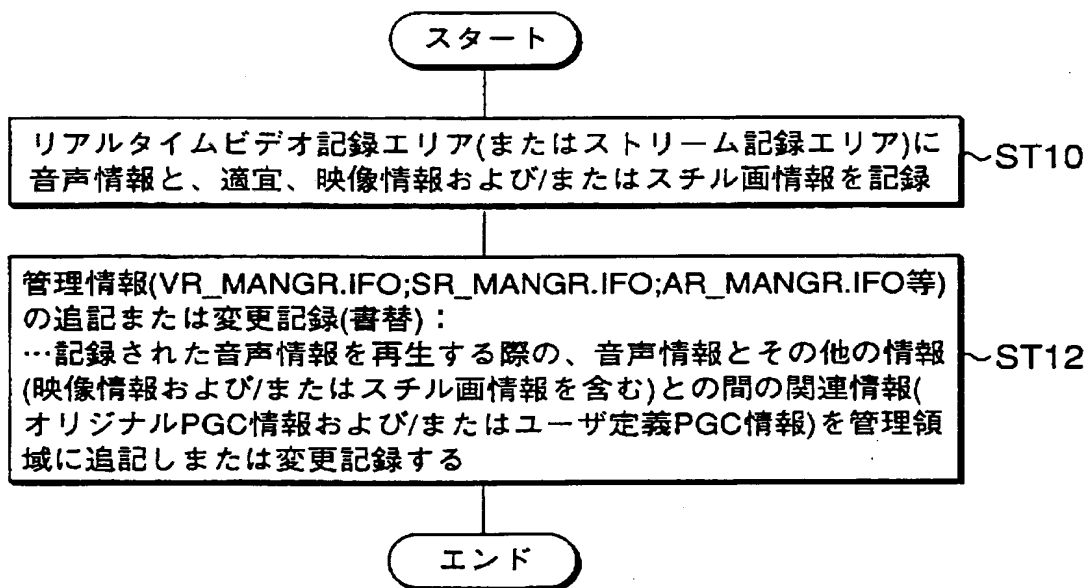 スタート
リアルタイムビデオ記録エリア(またはストリーム記録エリア)に
音声情報と、適宜、映像情報および/またはスチル画情報を記録
~ST10
管理情報(VR_MANGR.IFO;SR_MANGR.IFO;AR_MANGR.IFO等)
の追記または変更記録(書替)：
…記録された音声情報を再生する際の、音声情報とその他の情報
(映像情報および/またはスチル画情報を含む)との間の関連情報(
オリジナルPGC情報および/またはユーザ定義PGC情報)を管理領
域に追記しまたは変更記録する
~ST12
エンド